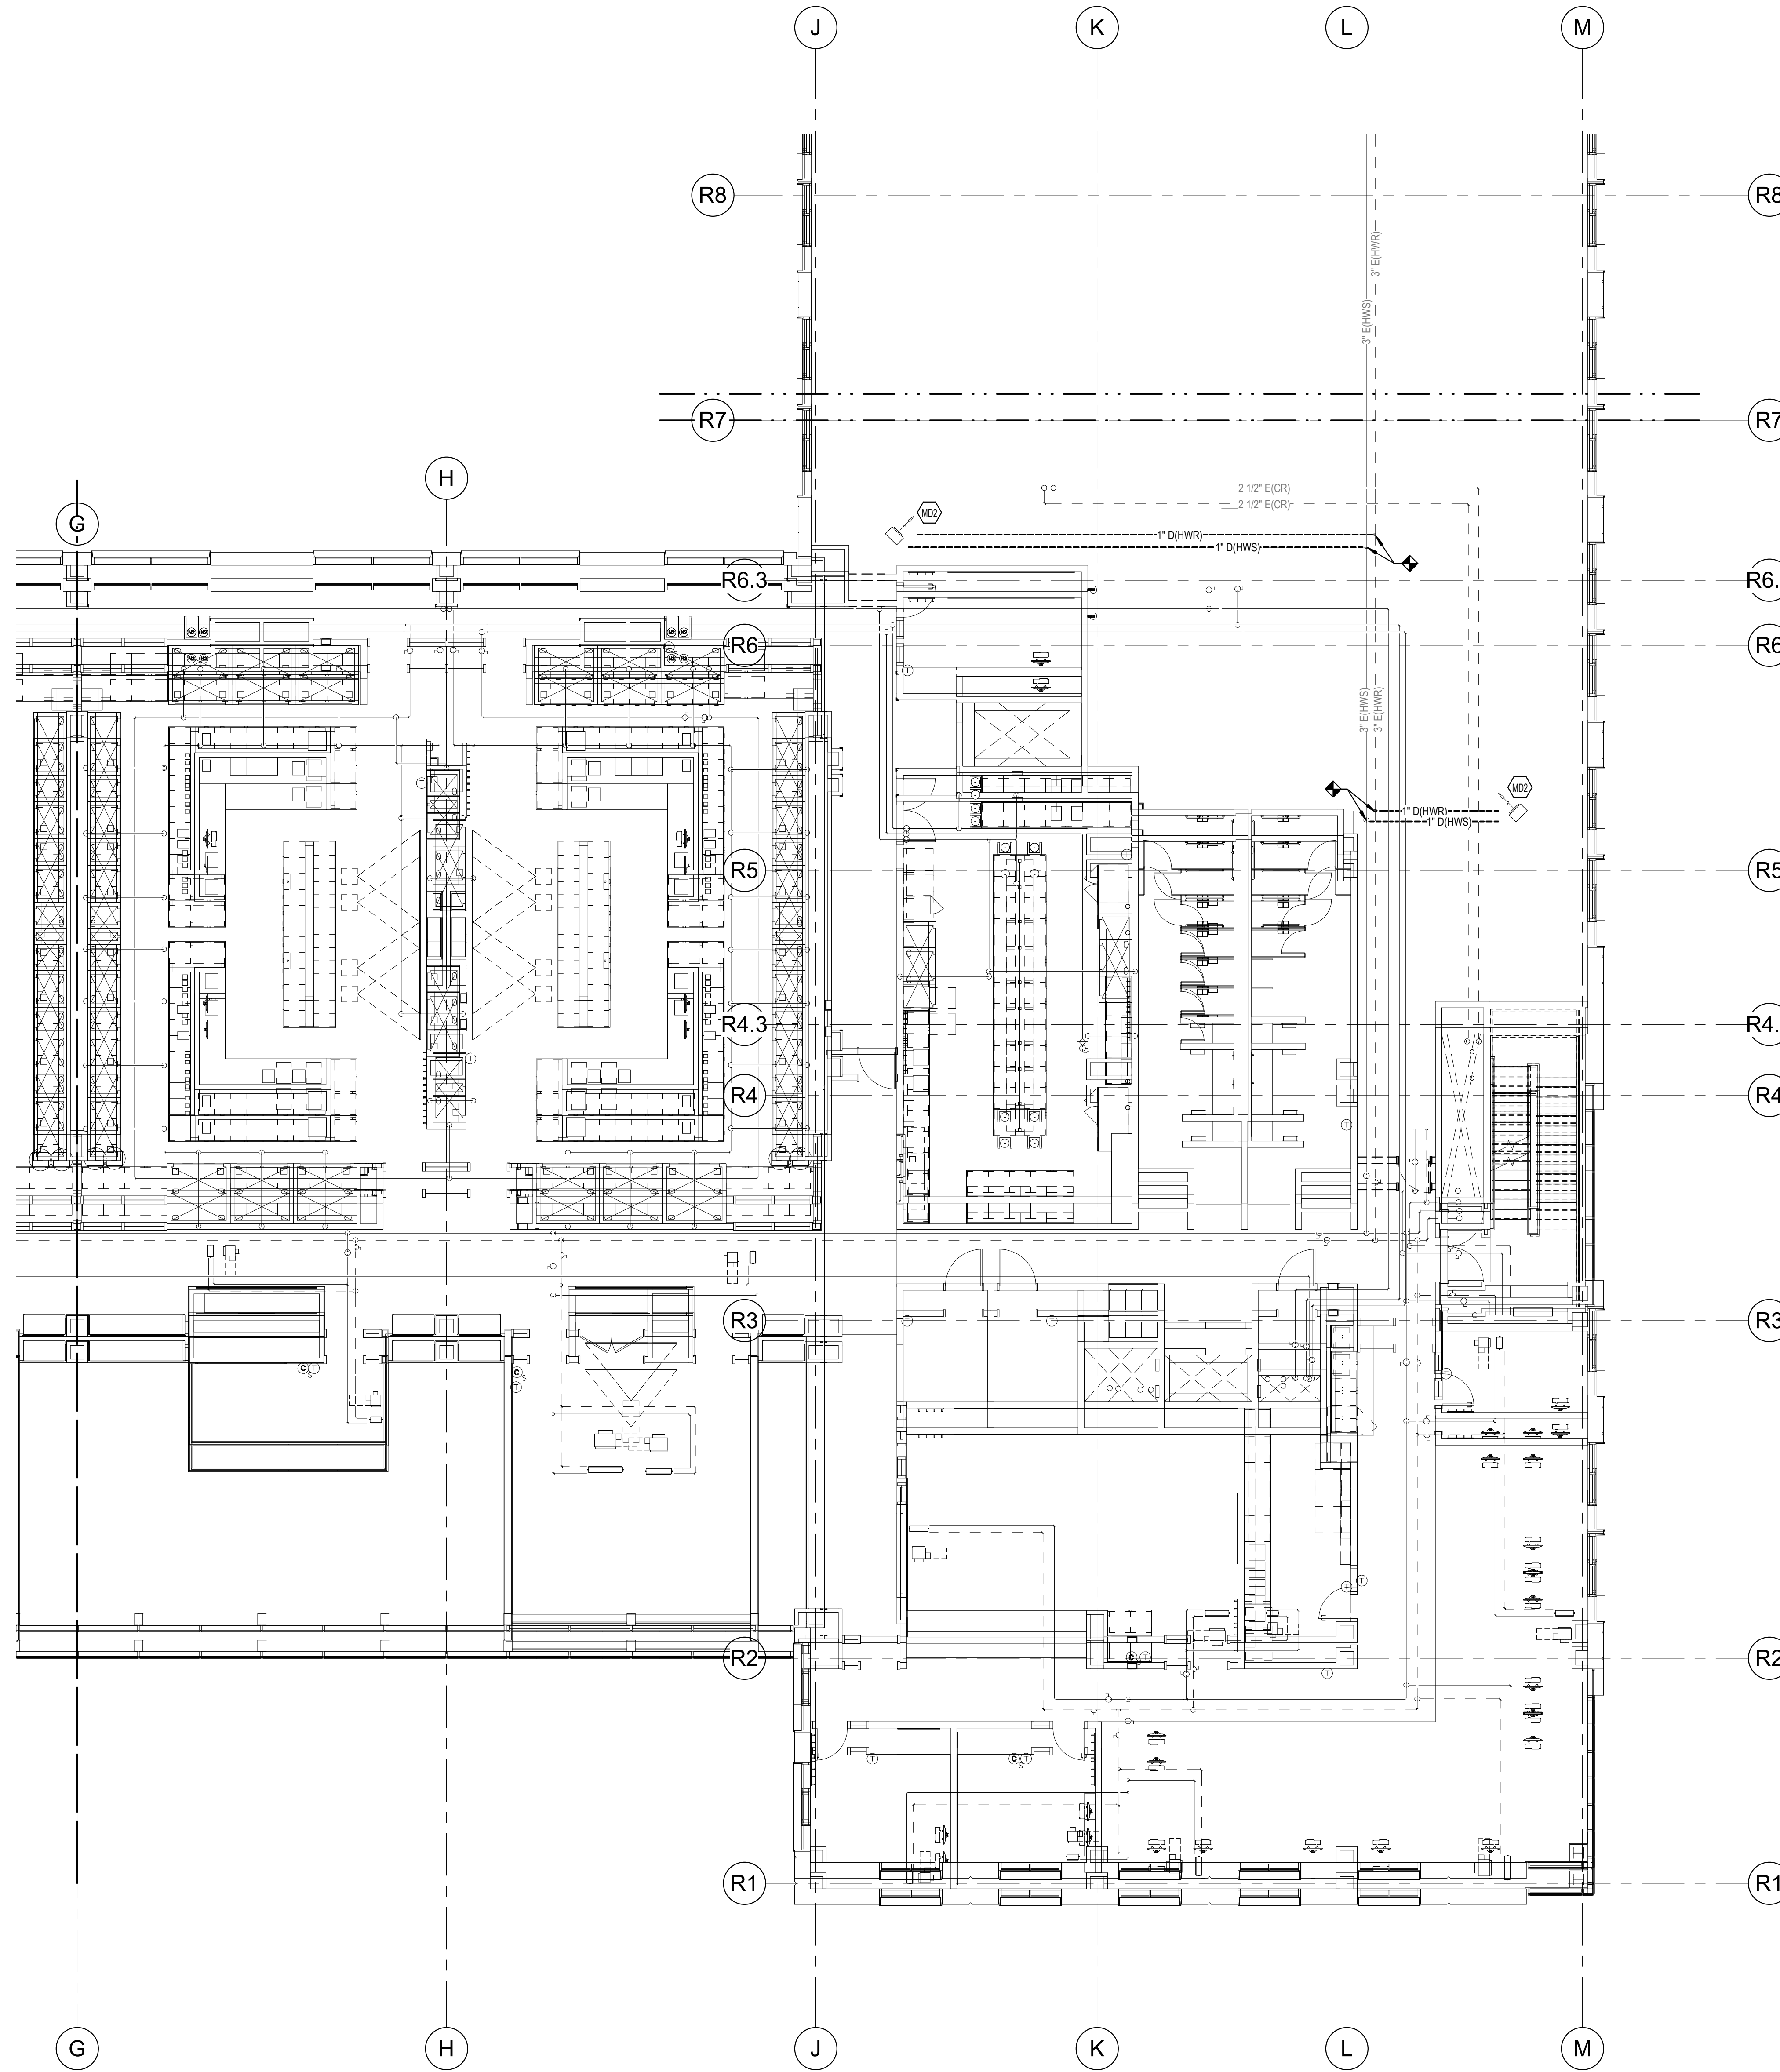 J
K
L
M
R8
R8
3" E(HWR)
3" E(HWS)
R7
R7
H
2 1/2" E(CR)
2 1/2" E(CR)
MD2
G
1" D(HWR)
1" D(HWS)
R6.3
R6.
R6
R6
3" E(HWS)
3" E(HWR)
MD2
1" D(HWR)
1" D(HWS)
T
T
R5
R5
R4.3
R4.
T
R4
R4
T
R3
R3
T
T
T
C T
S
C
S
T
T
T
R2
R2
C T
S
T
T
C T
S
R1
R1
G
H
J
K
L
M